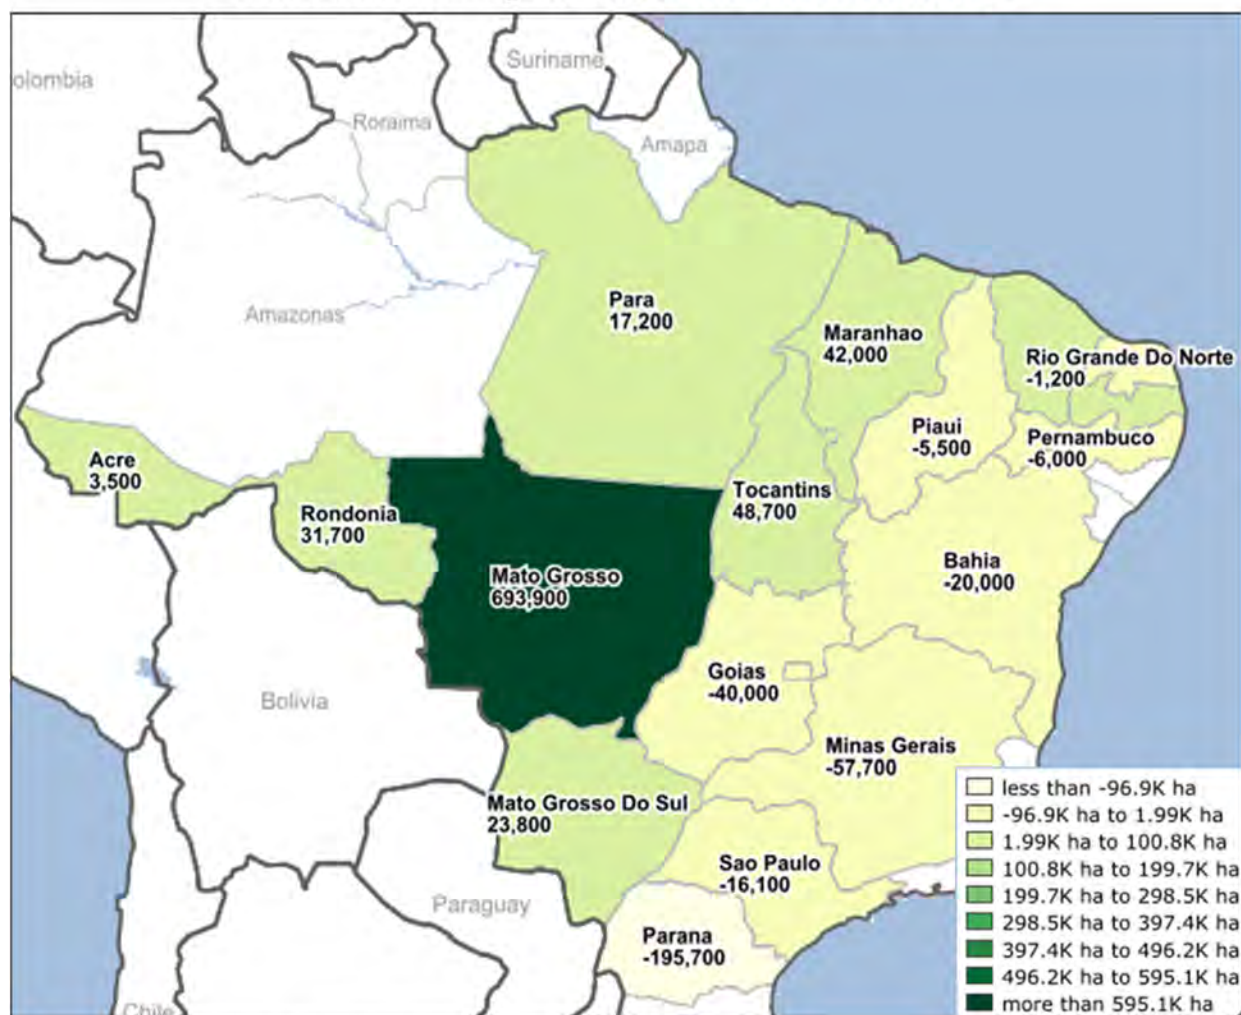 Suriname
olombia
Roraima
Amapa
Para
17,200
Amazonas
Maranhao
42,000
Rio Grande Do Norte
-1,200
Piaui
-5,500
Pernambuco
-6,000
Acre
3,500
Tocantins
48,700
Rondonia
31,700
Bahia
-20,000
Mato Grosso
693,900
Goias
-40,000
Bolivia
Minas Gerais
-57,700
Mato Grosso Do Sul
23,800
Sao Paulo
-16,100
Paraguay
Parana
-195,700
Chile
less than -96.9K ha
-96.9K ha to 1.99K ha
1.99K ha to 100.8K ha
100.8K ha to 199.7K ha
199.7K ha to 298.5K ha
298.5K ha to 397.4K ha
397.4K ha to 496.2K ha
496.2K ha to 595.1K ha
more than 595.1K ha